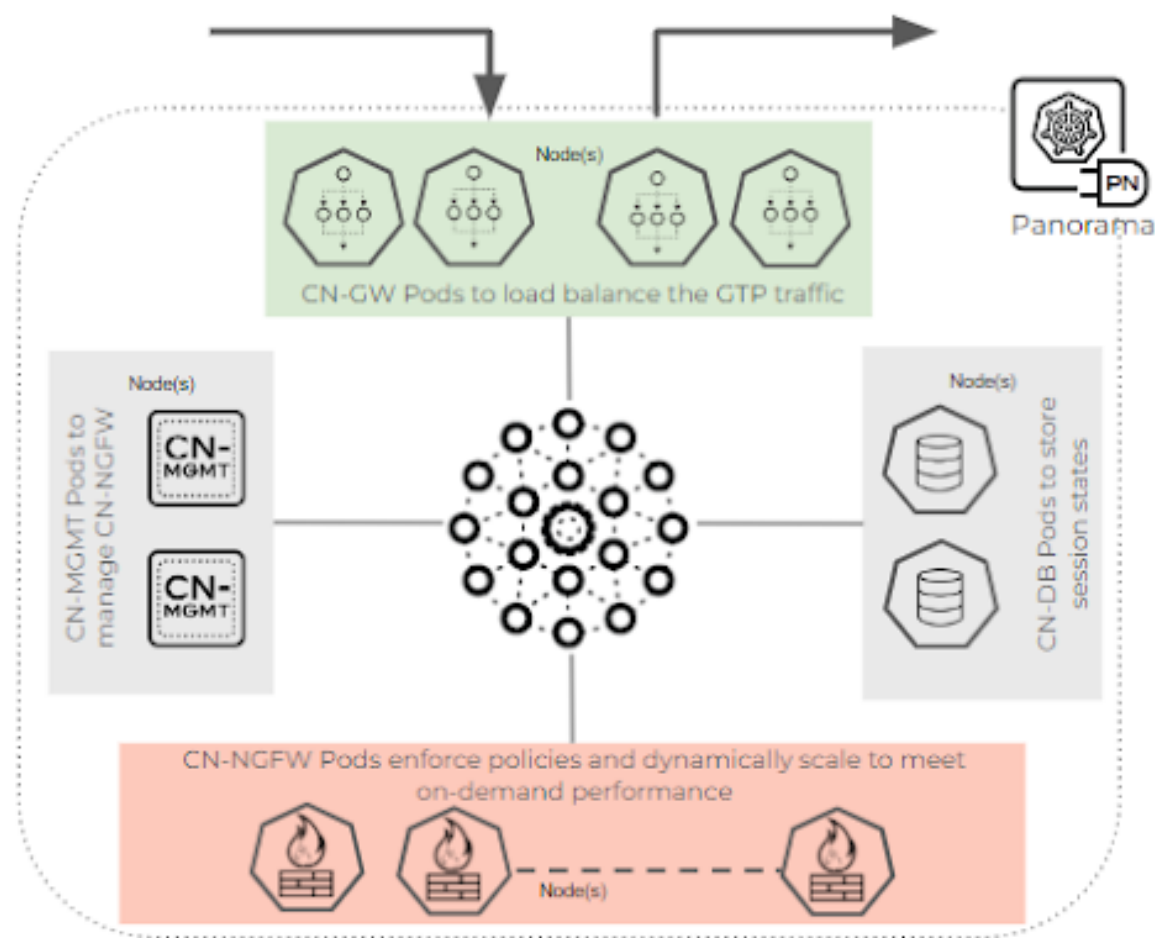 Node(s)
CN-GW Pods to load balance the GTP traffic
PN
Panorama
Node(s)
CN-MGMT Pods to
manage CN-NGFW
CN-
MGMT
CN-
MGMT
Node(s)
CN-DB Pods to store
session states
CN-NGFW Pods enforce policies and dynamically scale to meet
on-demand performance
Node(s)